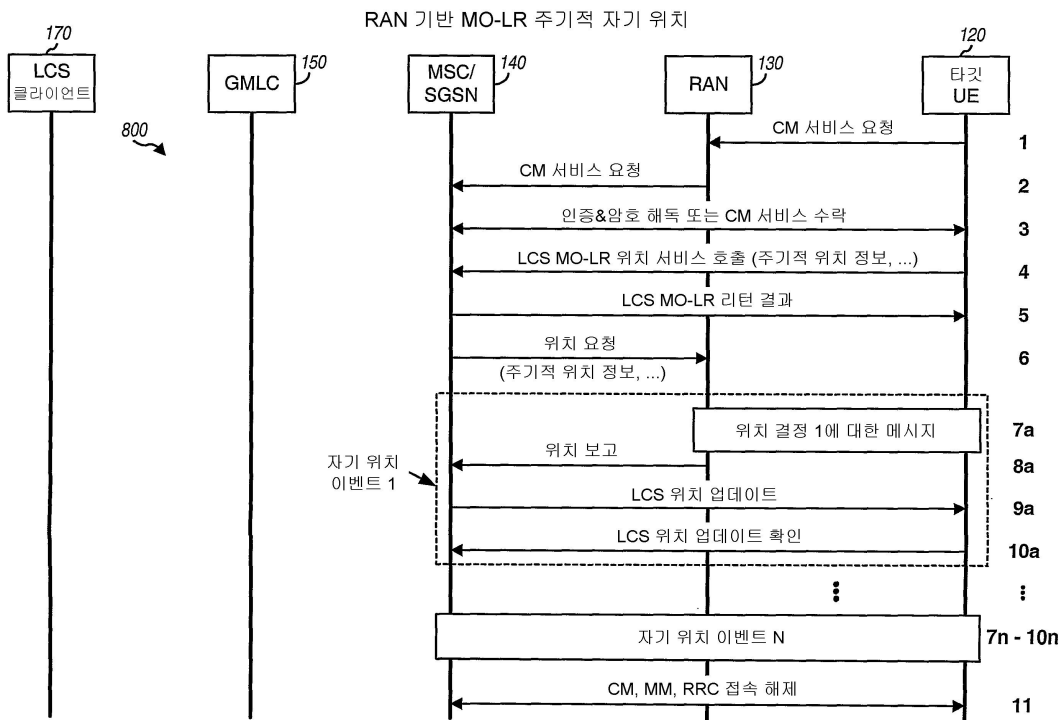 RAN 기반 MO-LR 주기적 자기 위치
170
LCS
클라이언트
150
GMLC
140
MSC/
SGSN
130
RAN
120
타깃
UE
800
CM 서비스 요청
1
CM 서비스 요청
2
인증&암호 해독 또는 CM 서비스 수락
3
LCS MO-LR 위치 서비스 호출 (주기적 위치 정보, ...)
4
LCS MO-LR 리턴 결과
5
위치 요청
(주기적 위치 정보, ...)
6
위치 결정 1에 대한 메시지
7a
위치 보고
8a
자기 위치
이벤트 1
LCS 위치 업데이트
9a
LCS 위치 업데이트 확인
10a
자기 위치 이벤트 N
7n - 10n
CM, MM, RRC 접속 해제
11